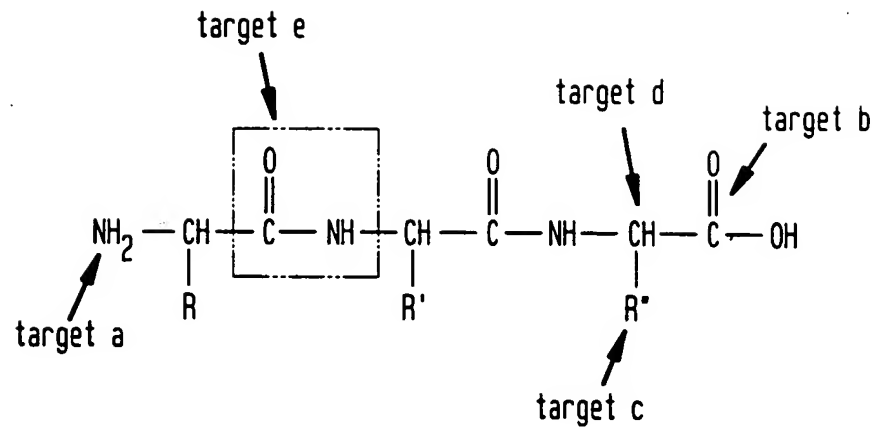 target e
target d
target b
O O O
NH₂—CH—C—NH—CH—C—NH—CH—C—OH
R R' R"
target a
target c